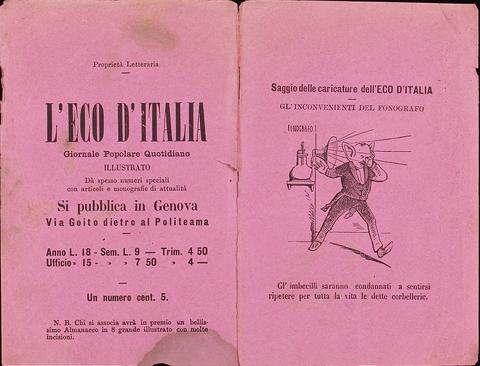 Proprietà Letteraria
L'ECO D'ITALIA
Giornale Popolare Quotidiano
ILLUSTRATO
Dà spesso numeri speciali
con articoli e monografie di attualità
Si pubblica in Genova
Via Goito dietro al Politeama
Anno L. 18 - Sem. L. 9 — Trim. 4 50
Ufficio » 15 - » » 7 50 » 4 —
Un numero cent. 5.
N. B. Chi si associa avrà in premio un bellis-
simo Almanacco in 8 grande illustrato con molte
incisioni.
Saggio delle caricature dell'ECO D'ITALIA
GL' INCONVENIENTI DEL FONOGRAFO
FONOGRAFO
Gl' imbecilli saranno condannati a sentirsi
ripetere per tutta la vita le dette corbellerie.